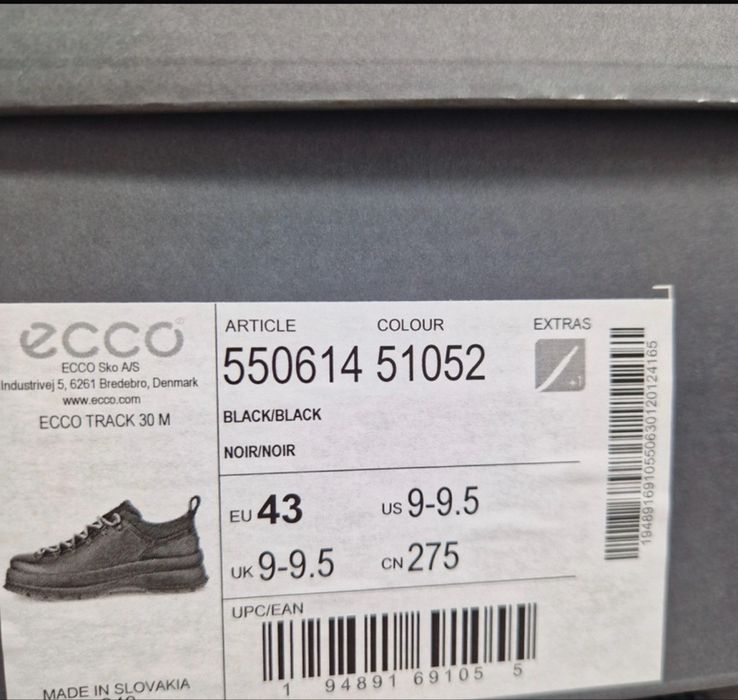 ecco®
ECCO Sko A/S
Industrivej 5, 6261 Bredebro, Denmark
www.ecco.com
ECCO TRACK 30 M
MADE IN SLOVAKIA
ARTICLE COLOUR EXTRAS
550614 51052
+1
BLACK/BLACK
NOIR/NOIR
EU 43 US 9-9.5
UK 9-9.5 CN 275
UPC/EAN
1 94891 69105 5
1948916910550630120124165